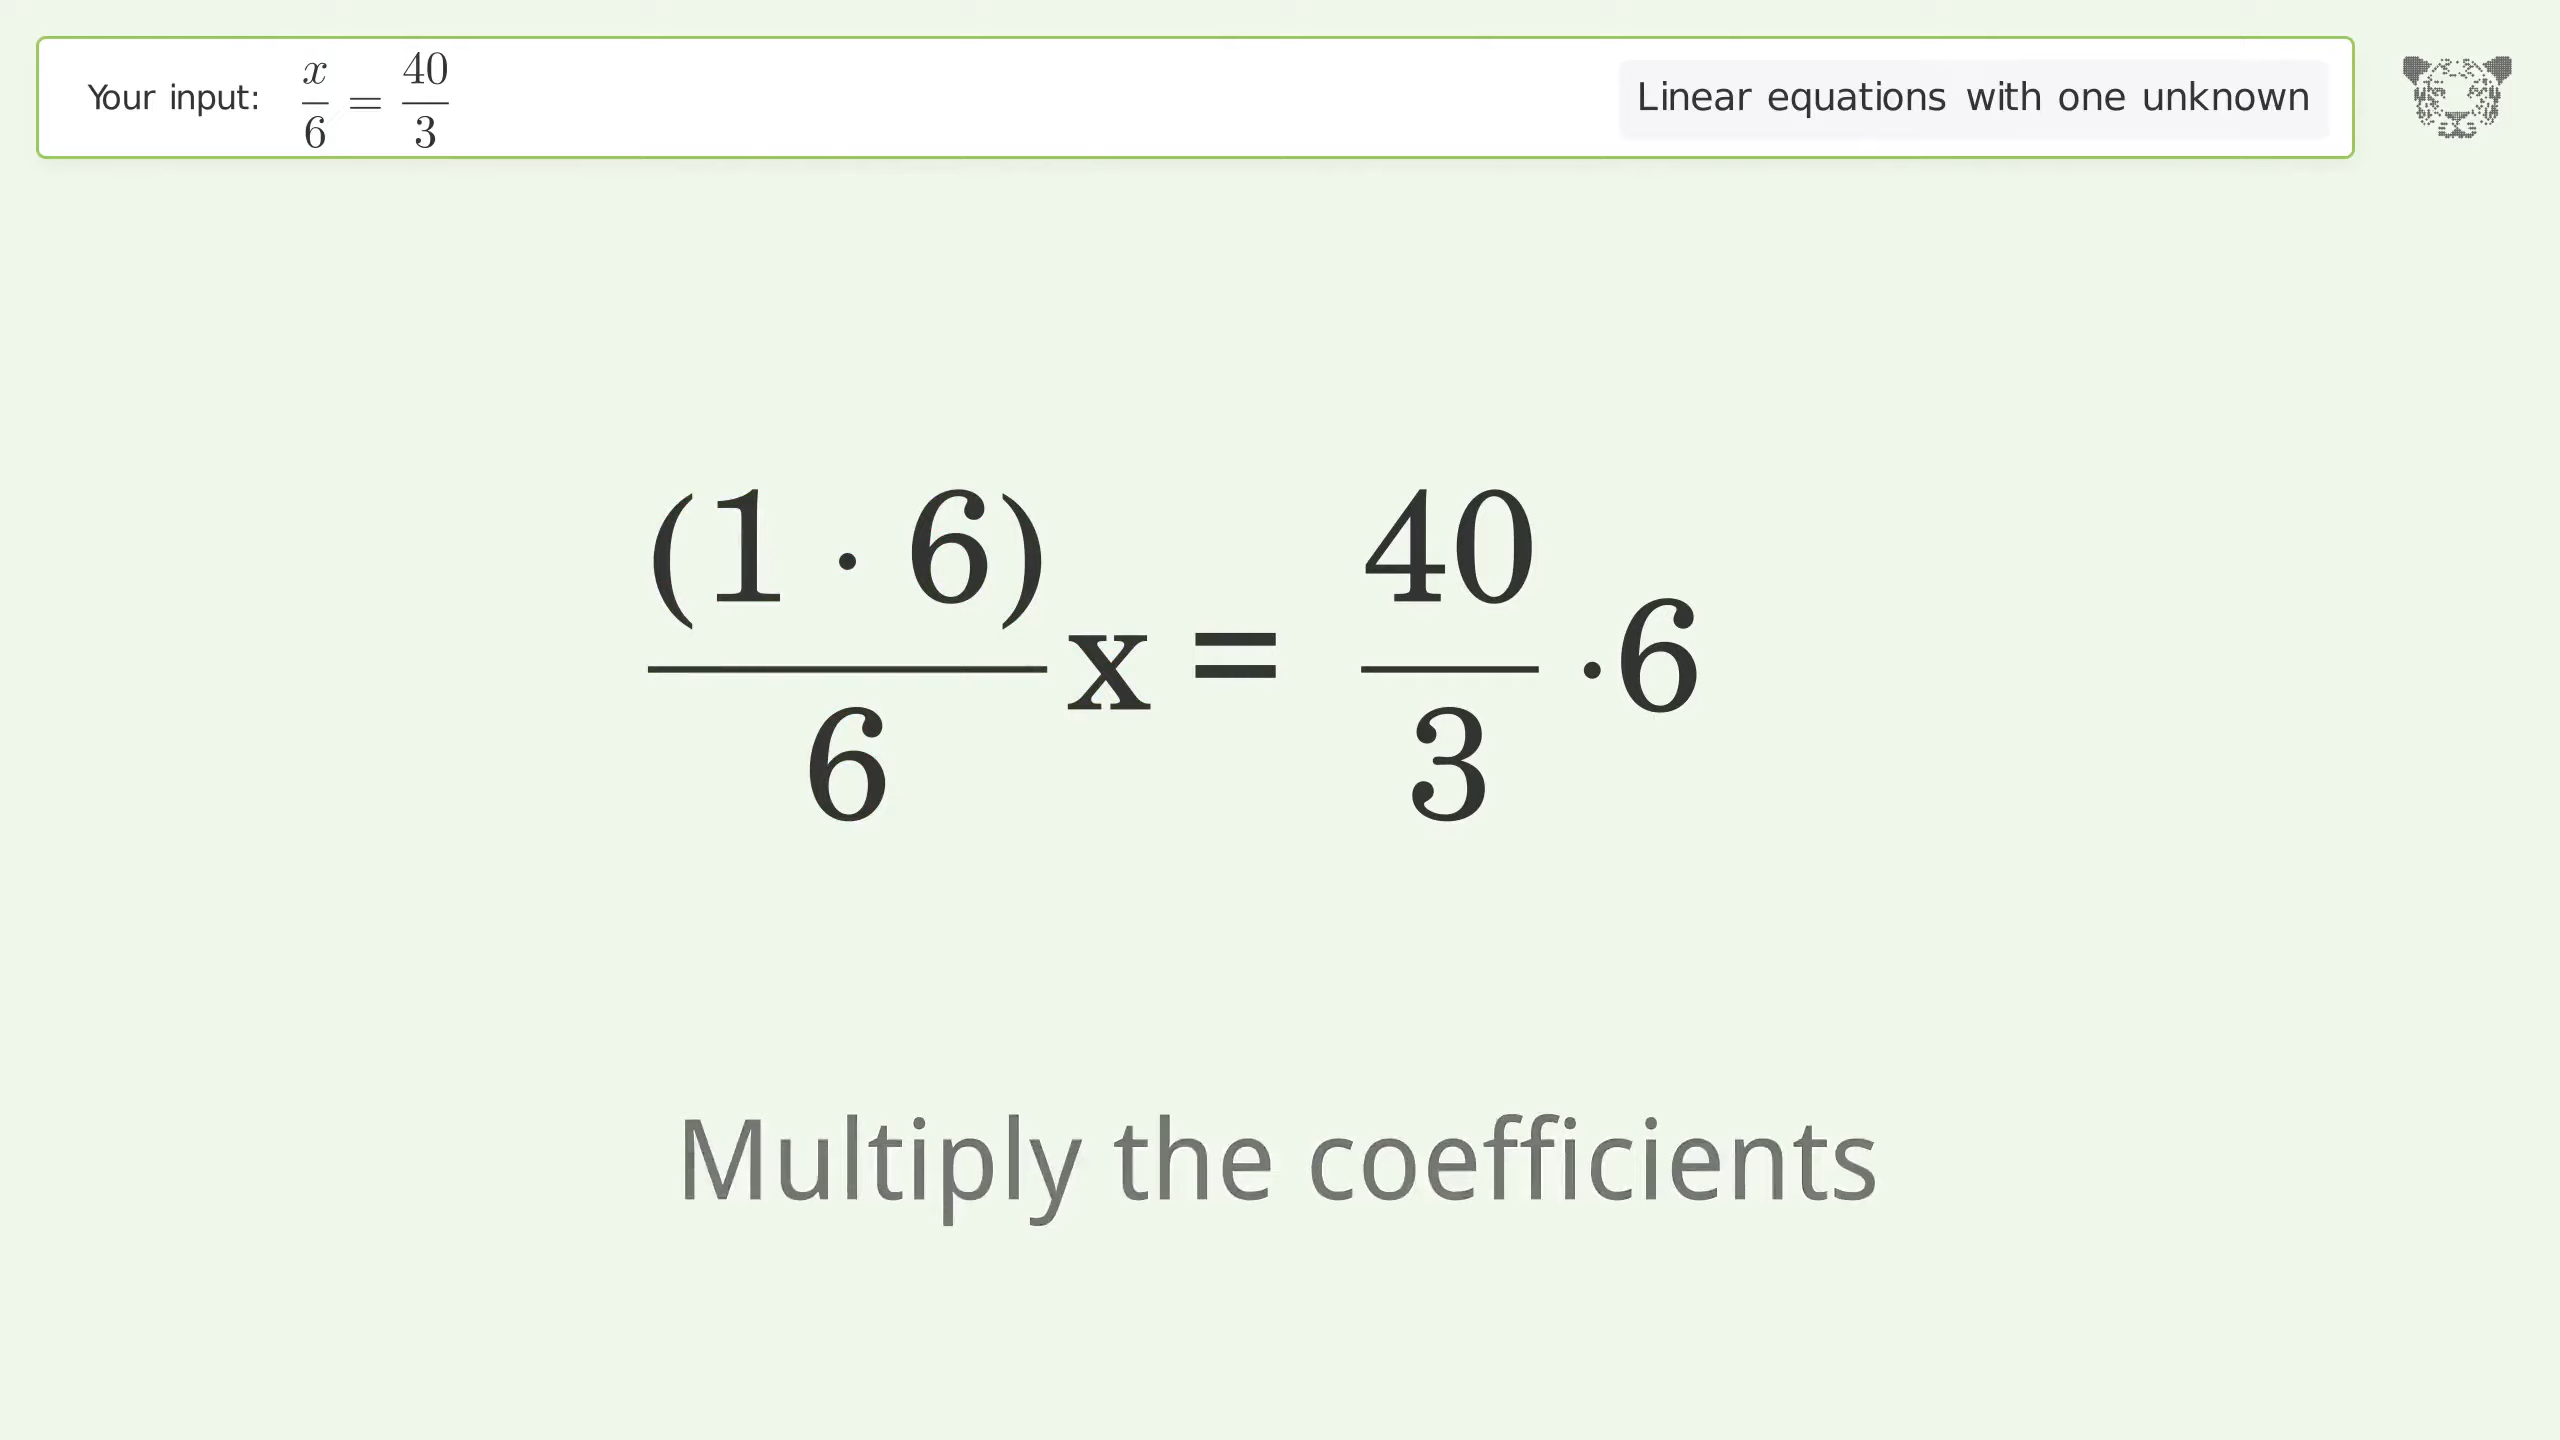 Your input: x/6 = 40/3
Linear equations with one unknown
(1 · 6)/6 x = 40/3 · 6
Multiply the coefficients